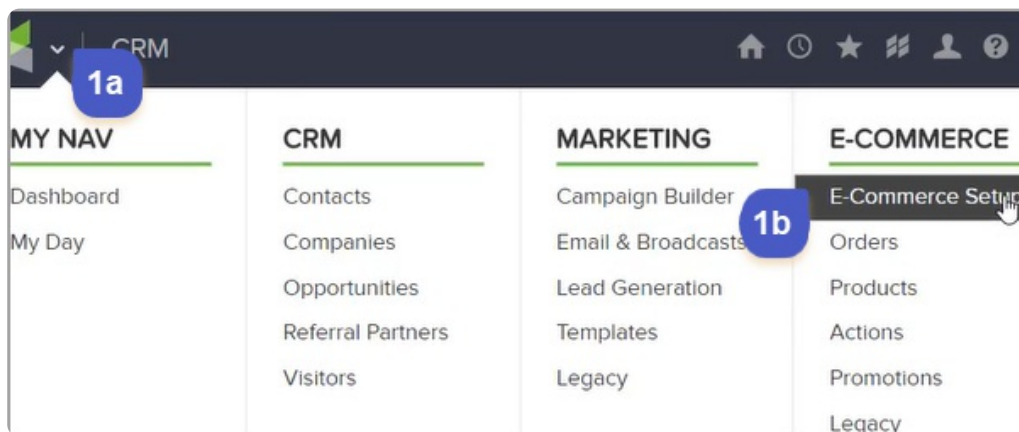 CRM
1a
MY NAV
Dashboard
My Day
CRM
Contacts
Companies
Opportunities
Referral Partners
Visitors
MARKETING
Campaign Builder
Email & Broadcasts
Lead Generation
Templates
Legacy
1b
E-COMMERCE
E-Commerce Setup
Orders
Products
Actions
Promotions
Legacy